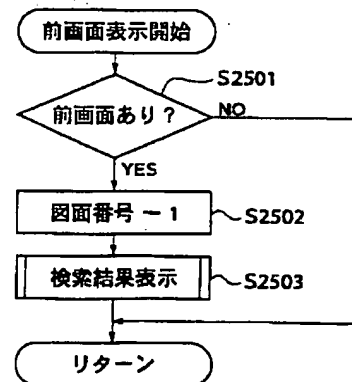 前画面表示開始
S2501
前画面あり?
NO
YES
図面番号 - 1
S2502
検索結果表示
S2503
リターン